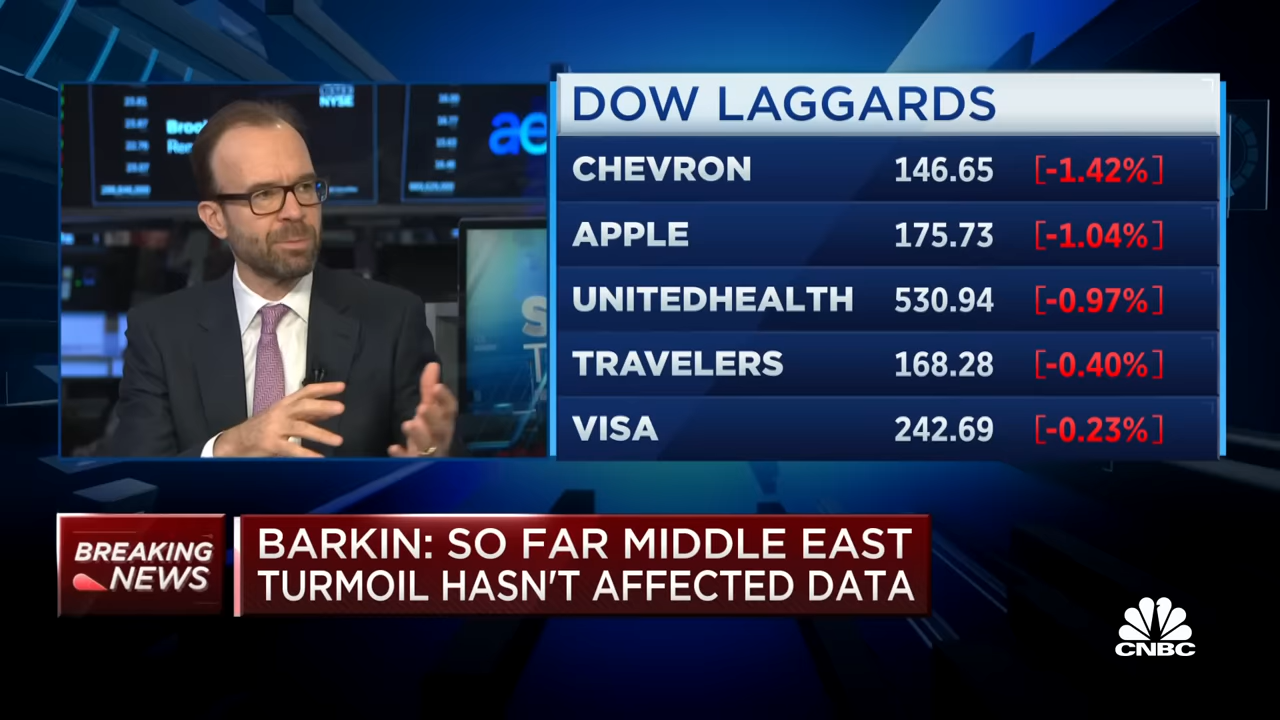 NYSE
DOW LAGGARDS
CHEVRON 146.65 [-1.42%]
APPLE 175.73 [-1.04%]
UNITEDHEALTH 530.94 [-0.97%]
TRAVELERS 168.28 [-0.40%]
VISA 242.69 [-0.23%]
BREAKING
NEWS
BARKIN: SO FAR MIDDLE EAST
TURMOIL HASN'T AFFECTED DATA
CNBC